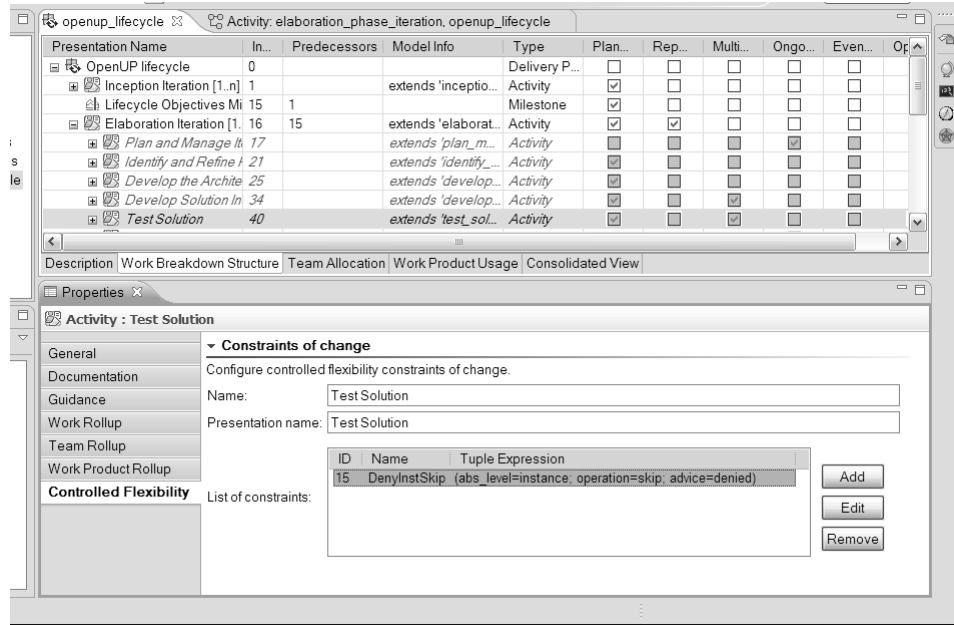 openup_lifecycle Activity: elaboration_phase_iteration, openup_lifecycle
Presentation Name In... Predecessors Model Info Type Plan... Rep... Multi... Ongo... Even... Op
OpenUP lifecycle 0 Delivery P...
Inception Iteration [1..n] 1 extends 'inceptio... Activity
Lifecycle Objectives Mi 15 1 Milestone
Elaboration Iteration [1. 16 15 extends 'elaborat... Activity
Plan and Manage It 17 extends 'plan_m... Activity
s Identify and Refine F 21 extends 'identify_... Activity
le Develop the Archite 25 extends 'develop... Activity
Develop Solution In 34 extends 'develop... Activity
Test Solution 40 extends 'test_sol... Activity
Description Work Breakdown Structure Team Allocation Work Product Usage Consolidated View
Properties
Activity : Test Solution
General
Documentation
Guidance
Work Rollup
Team Rollup
Work Product Rollup
Controlled Flexibility
Constraints of change
Configure controlled flexibility constraints of change.
Name: Test Solution
Presentation name: Test Solution
List of constraints:
ID Name Tuple Expression
15 DenyInstSkip (abs_level=instance; operation=skip; advice=denied)
Add
Edit
Remove